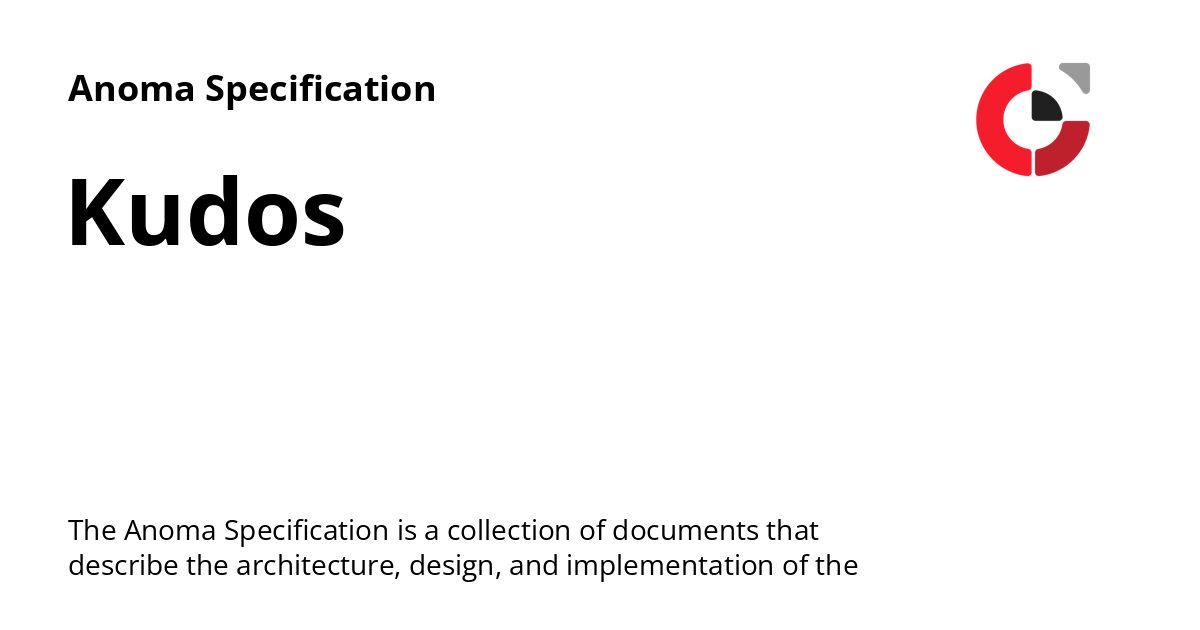 Anoma Specification
Kudos
The Anoma Specification is a collection of documents that
describe the architecture, design, and implementation of the